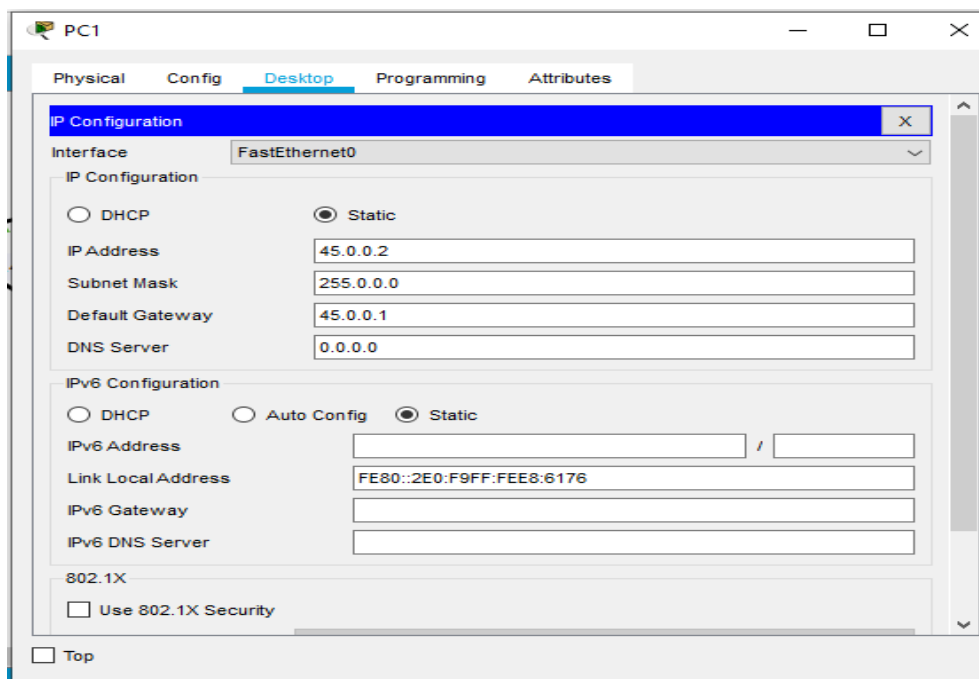 PC1
Physical Config Desktop Programming Attributes
IP Configuration X
Interface FastEthernet0
IP Configuration
DHCP Static
IP Address 45.0.0.2
Subnet Mask 255.0.0.0
Default Gateway 45.0.0.1
DNS Server 0.0.0.0
IPv6 Configuration
DHCP Auto Config Static
IPv6 Address /
Link Local Address FE80::2E0:F9FF:FEE8:6176
IPv6 Gateway
IPv6 DNS Server
802.1X
Use 802.1X Security
Top